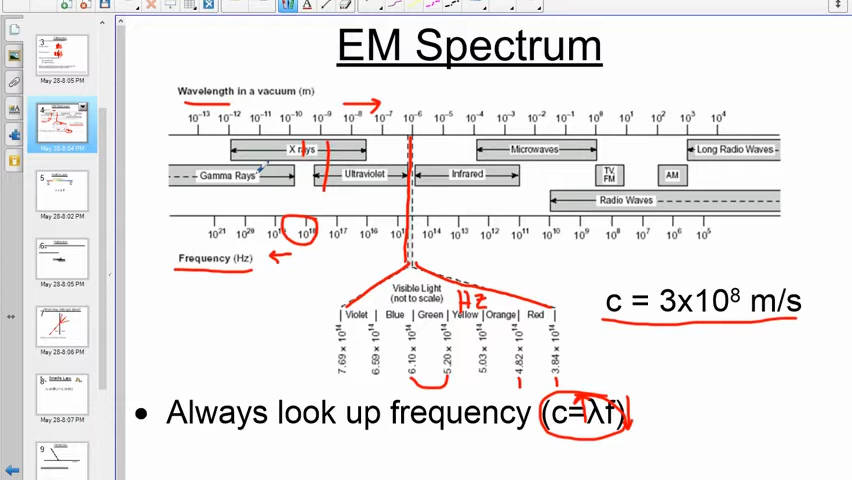 EM Spectrum
Wavelength in a vacuum (m)
10⁻¹³ 10⁻¹² 10⁻¹¹ 10⁻¹⁰ 10⁻⁹ 10⁻⁸ 10⁻⁷ 10⁻⁶ 10⁻⁵ 10⁻⁴ 10⁻³ 10⁻² 10⁻¹ 10⁰ 10¹ 10² 10³ 10⁴
X rays Microwaves Long Radio Waves
Gamma Rays Ultraviolet Infrared TV, FM AM
Radio Waves
10²¹ 10²⁰ 10¹⁹ 10¹⁸ 10¹⁷ 10¹⁶ 10¹⁴ 10¹³ 10¹² 10¹¹ 10¹⁰ 10⁹ 10⁸ 10⁷ 10⁶ 10⁵
Frequency (Hz)
Visible Light
(not to scale)
Hz
Violet Blue Green Yellow Orange Red
7.69 x 10¹⁴ 6.59 x 10¹⁴ 6.10 x 10¹⁴ 5.20 x 10¹⁴ 5.03 x 10¹⁴ 4.82 x 10¹⁴ 3.84 x 10¹⁴
c = 3x10⁸ m/s
• Always look up frequency (c=λf)
3
May 28-8:05 PM
4
May 28-8:04 PM
5
May 28-8:02 PM
6
May 28-8:05 PM
7
May 28-8:06 PM
8
May 28-8:07 PM
9